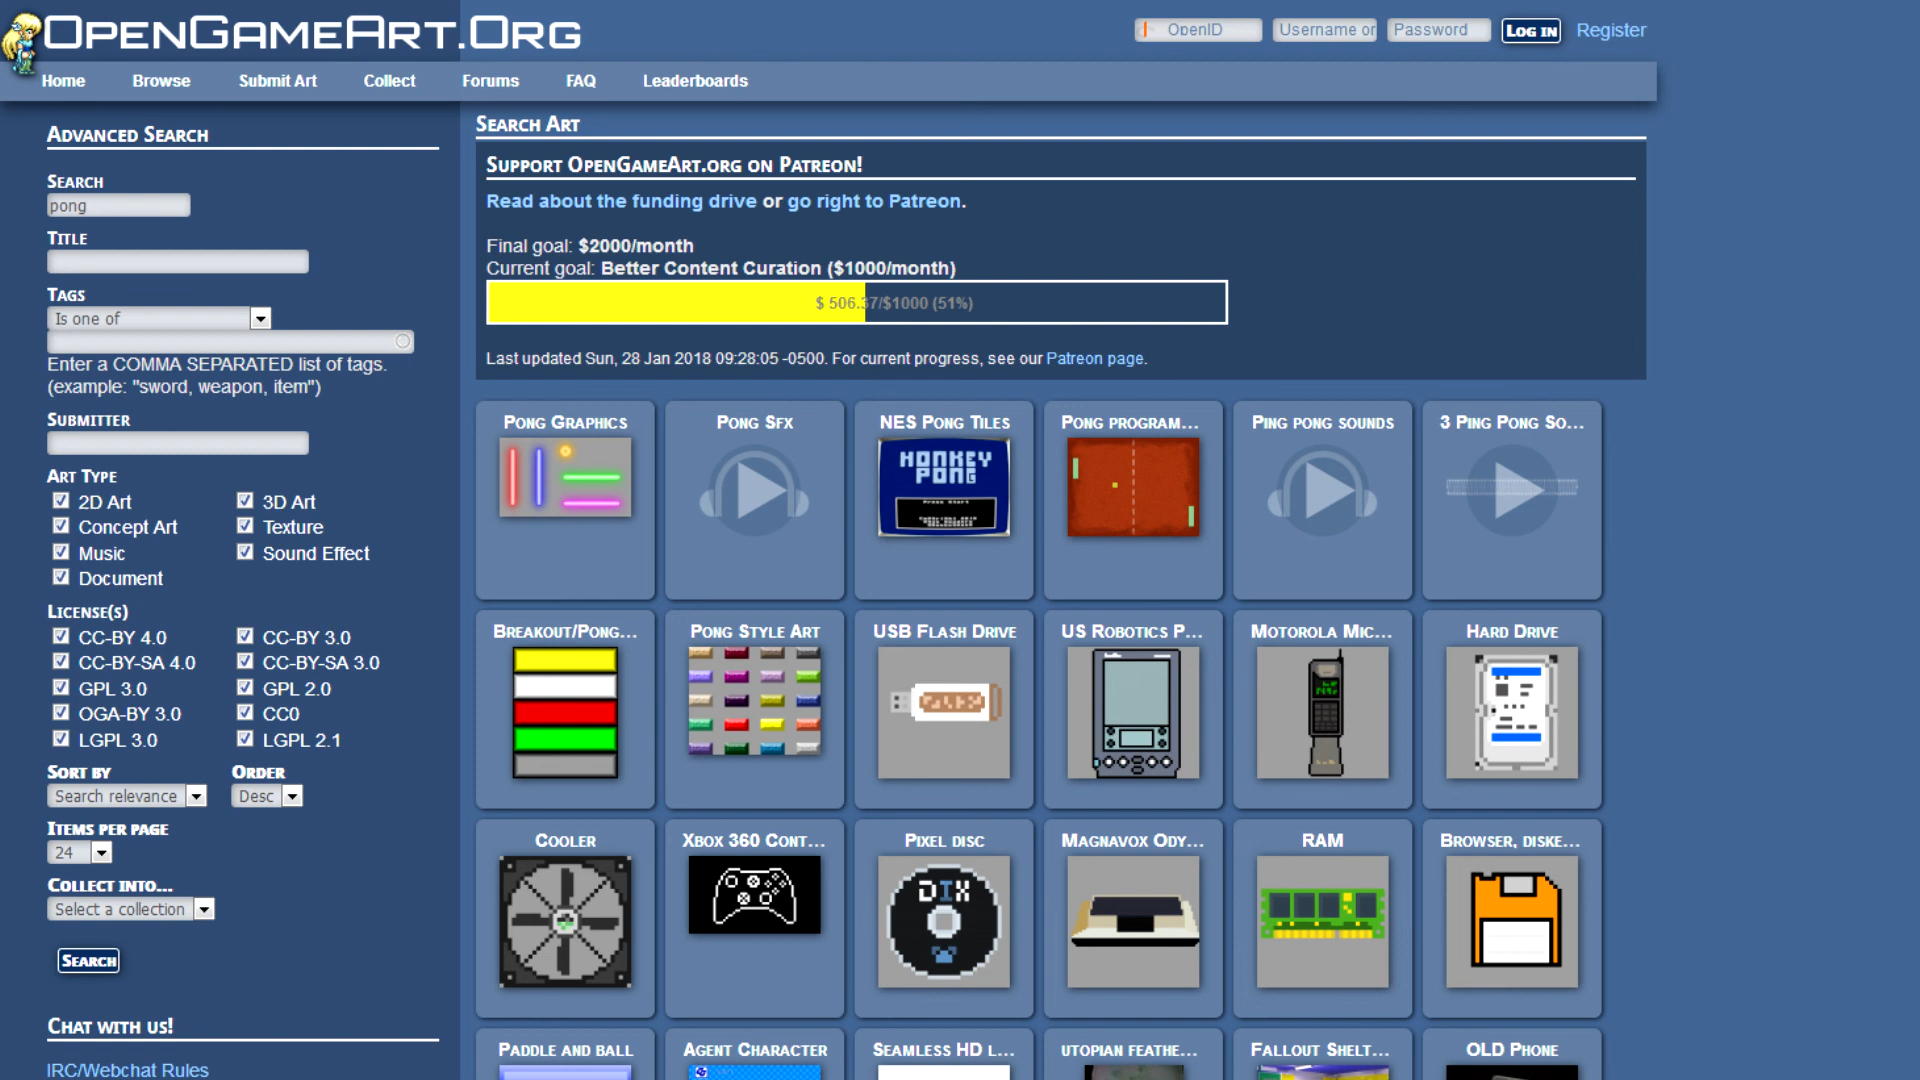 OpenGameArt.Org
OpenID
Username or
Password
Log in
Register
Home
Browse
Submit Art
Collect
Forums
FAQ
Leaderboards
Advanced Search
Search
pong
Title
Tags
Is one of
Enter a COMMA SEPARATED list of tags.
(example: "sword, weapon, item")
Submitter
Art Type
2D Art
3D Art
Concept Art
Texture
Music
Sound Effect
Document
License(s)
CC-BY 4.0
CC-BY 3.0
CC-BY-SA 4.0
CC-BY-SA 3.0
GPL 3.0
GPL 2.0
OGA-BY 3.0
CC0
LGPL 3.0
LGPL 2.1
Sort by
Order
Search relevance
Desc
Items per page
24
Collect into...
Select a collection
Search
Chat with us!
IRC/Webchat Rules
Search Art
Support OpenGameArt.org on Patreon!
Read about the funding drive or go right to Patreon.
Final goal: $2000/month
Current goal: Better Content Curation ($1000/month)
$ 506.37/$1000 (51%)
Last updated Sun, 28 Jan 2018 09:28:05 -0500. For current progress, see our Patreon page.
Pong Graphics
Pong Sfx
NES Pong Tiles
HONKEY
PONG
Press Start
Pong program...
Ping pong sounds
3 Ping Pong So...
Breakout/Pong...
Pong Style Art
USB Flash Drive
US Robotics P...
Motorola Mic...
Hard Drive
Cooler
Xbox 360 Cont...
Pixel disc
DIX
Magnavox Ody...
RAM
Browser, diske...
Paddle and ball
Agent Character
Seamless HD l...
utopian feathe...
Fallout Shelt...
OLD Phone